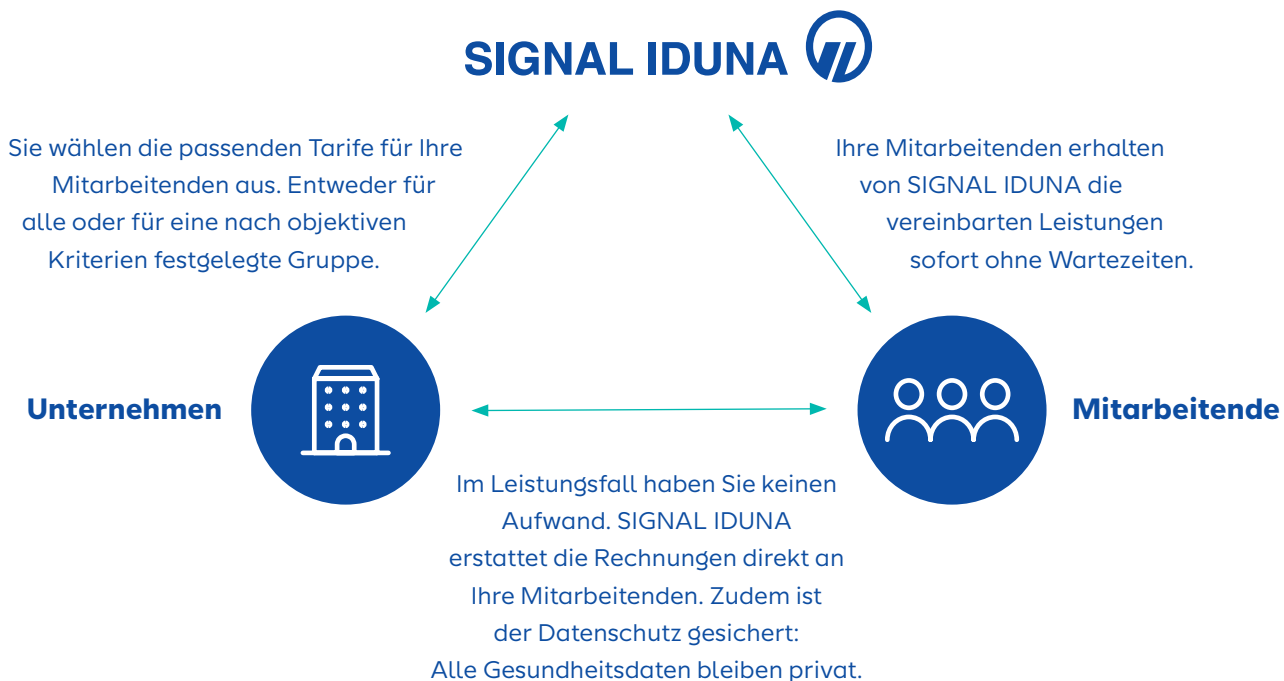 SIGNAL IDUNA
Sie wählen die passenden Tarife für Ihre
Mitarbeitenden aus. Entweder für
alle oder für eine nach objektiven
Kriterien festgelegte Gruppe.
Ihre Mitarbeitenden erhalten
von SIGNAL IDUNA die
vereinbarten Leistungen
sofort ohne Wartezeiten.
Unternehmen
Mitarbeitende
Im Leistungsfall haben Sie keinen
Aufwand. SIGNAL IDUNA
erstattet die Rechnungen direkt an
Ihre Mitarbeitenden. Zudem ist
der Datenschutz gesichert:
Alle Gesundheitsdaten bleiben privat.